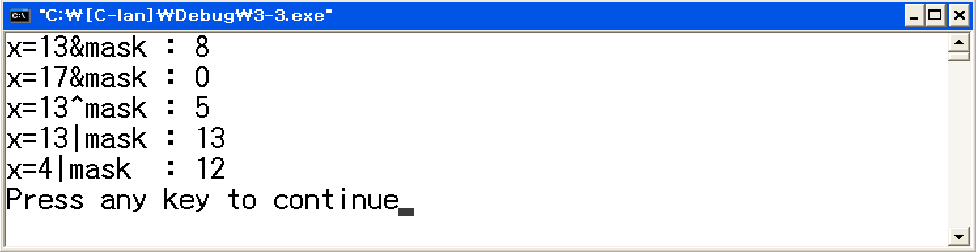 "C:₩[C-lan]₩Debug₩3-3.exe"
x=13&mask : 8
x=17&mask : 0
x=13^mask : 5
x=13|mask : 13
x=4|mask  : 12
Press any key to continue_